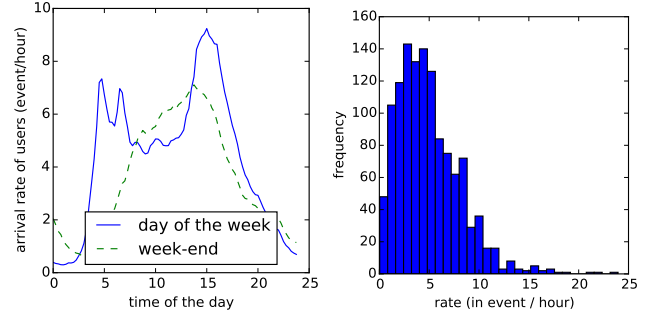 10
8
6
4
2
0
arrival rate of users (event/hour)
day of the week
week-end
0 5 10 15 20 25
time of the day
160
140
120
100
80
60
40
20
0
frequency
0 5 10 15 20 25
rate (in event / hour)